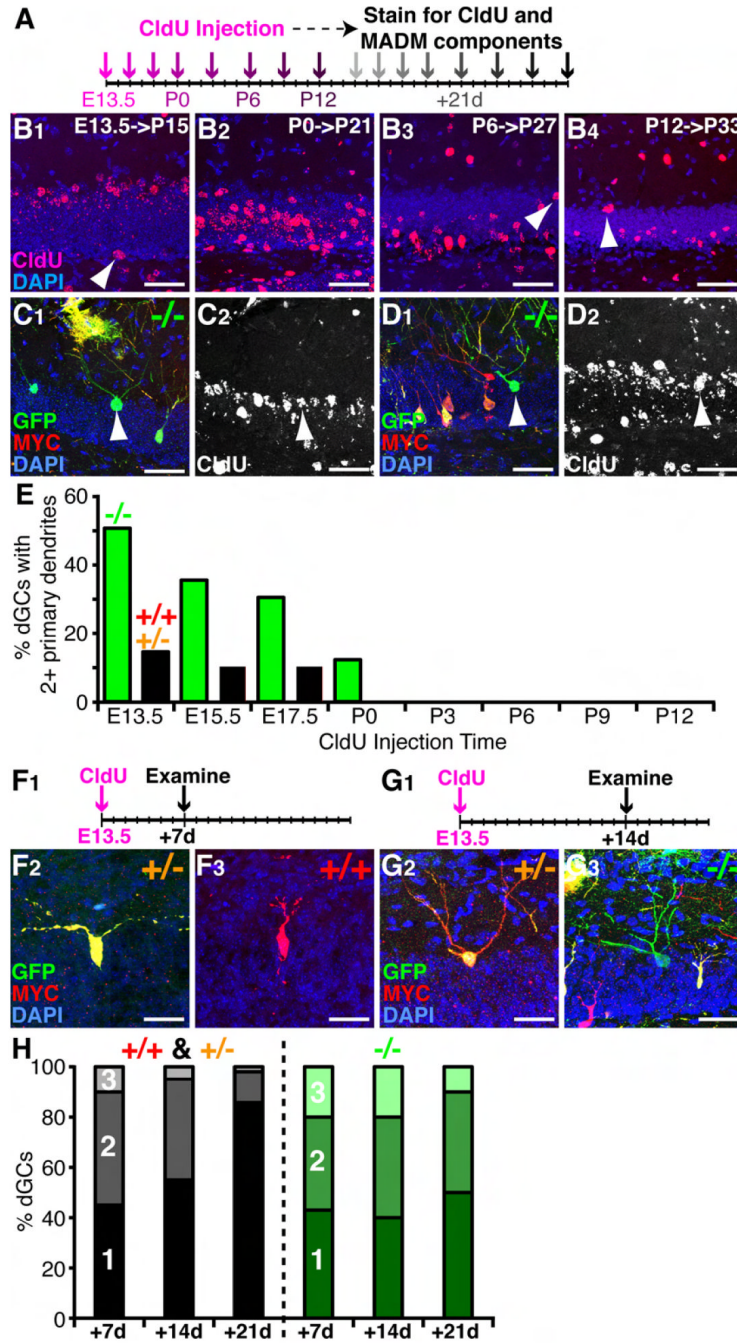 A
CldU Injection
Stain for CldU and
MADM components
E13.5 P0 P6 P12 +21d
B1 E13.5->P15
B2 P0->P21
B3 P6->P27
B4 P12->P33
CldU
DAPI
C1 -/-
C2
D1 -/-
D2
GFP
MYC
DAPI
CldU
GFP
MYC
DAPI
CldU
E
% dGCs with
2+ primary dendrites
60
40
20
0
-/-
+/+
+/-
E13.5 E15.5 E17.5 P0 P3 P6 P9 P12
CldU Injection Time
F1
CldU Examine
E13.5 +7d
G1
CldU Examine
E13.5 +14d
F2 +/-
F3 +/+
G2 +/-
G3 -/-
GFP
MYC
DAPI
GFP
MYC
DAPI
H
+/+ & +/- -/-
% dGCs
100
80
60
40
20
0
3
2
1
3
2
1
+7d +14d +21d +7d +14d +21d